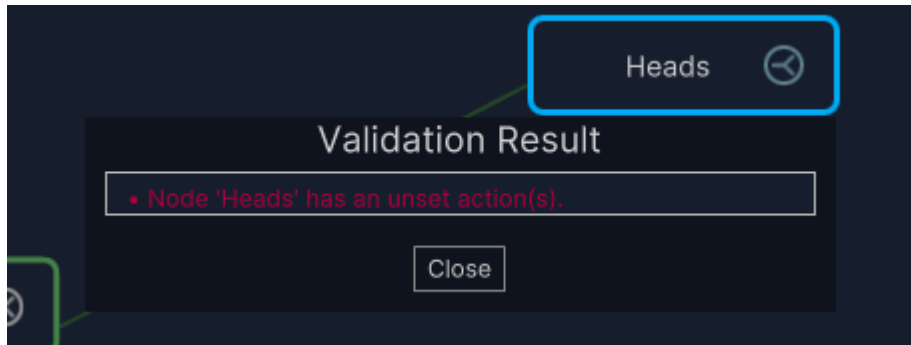 Heads
Validation Result
• Node 'Heads' has an unset action(s).
Close